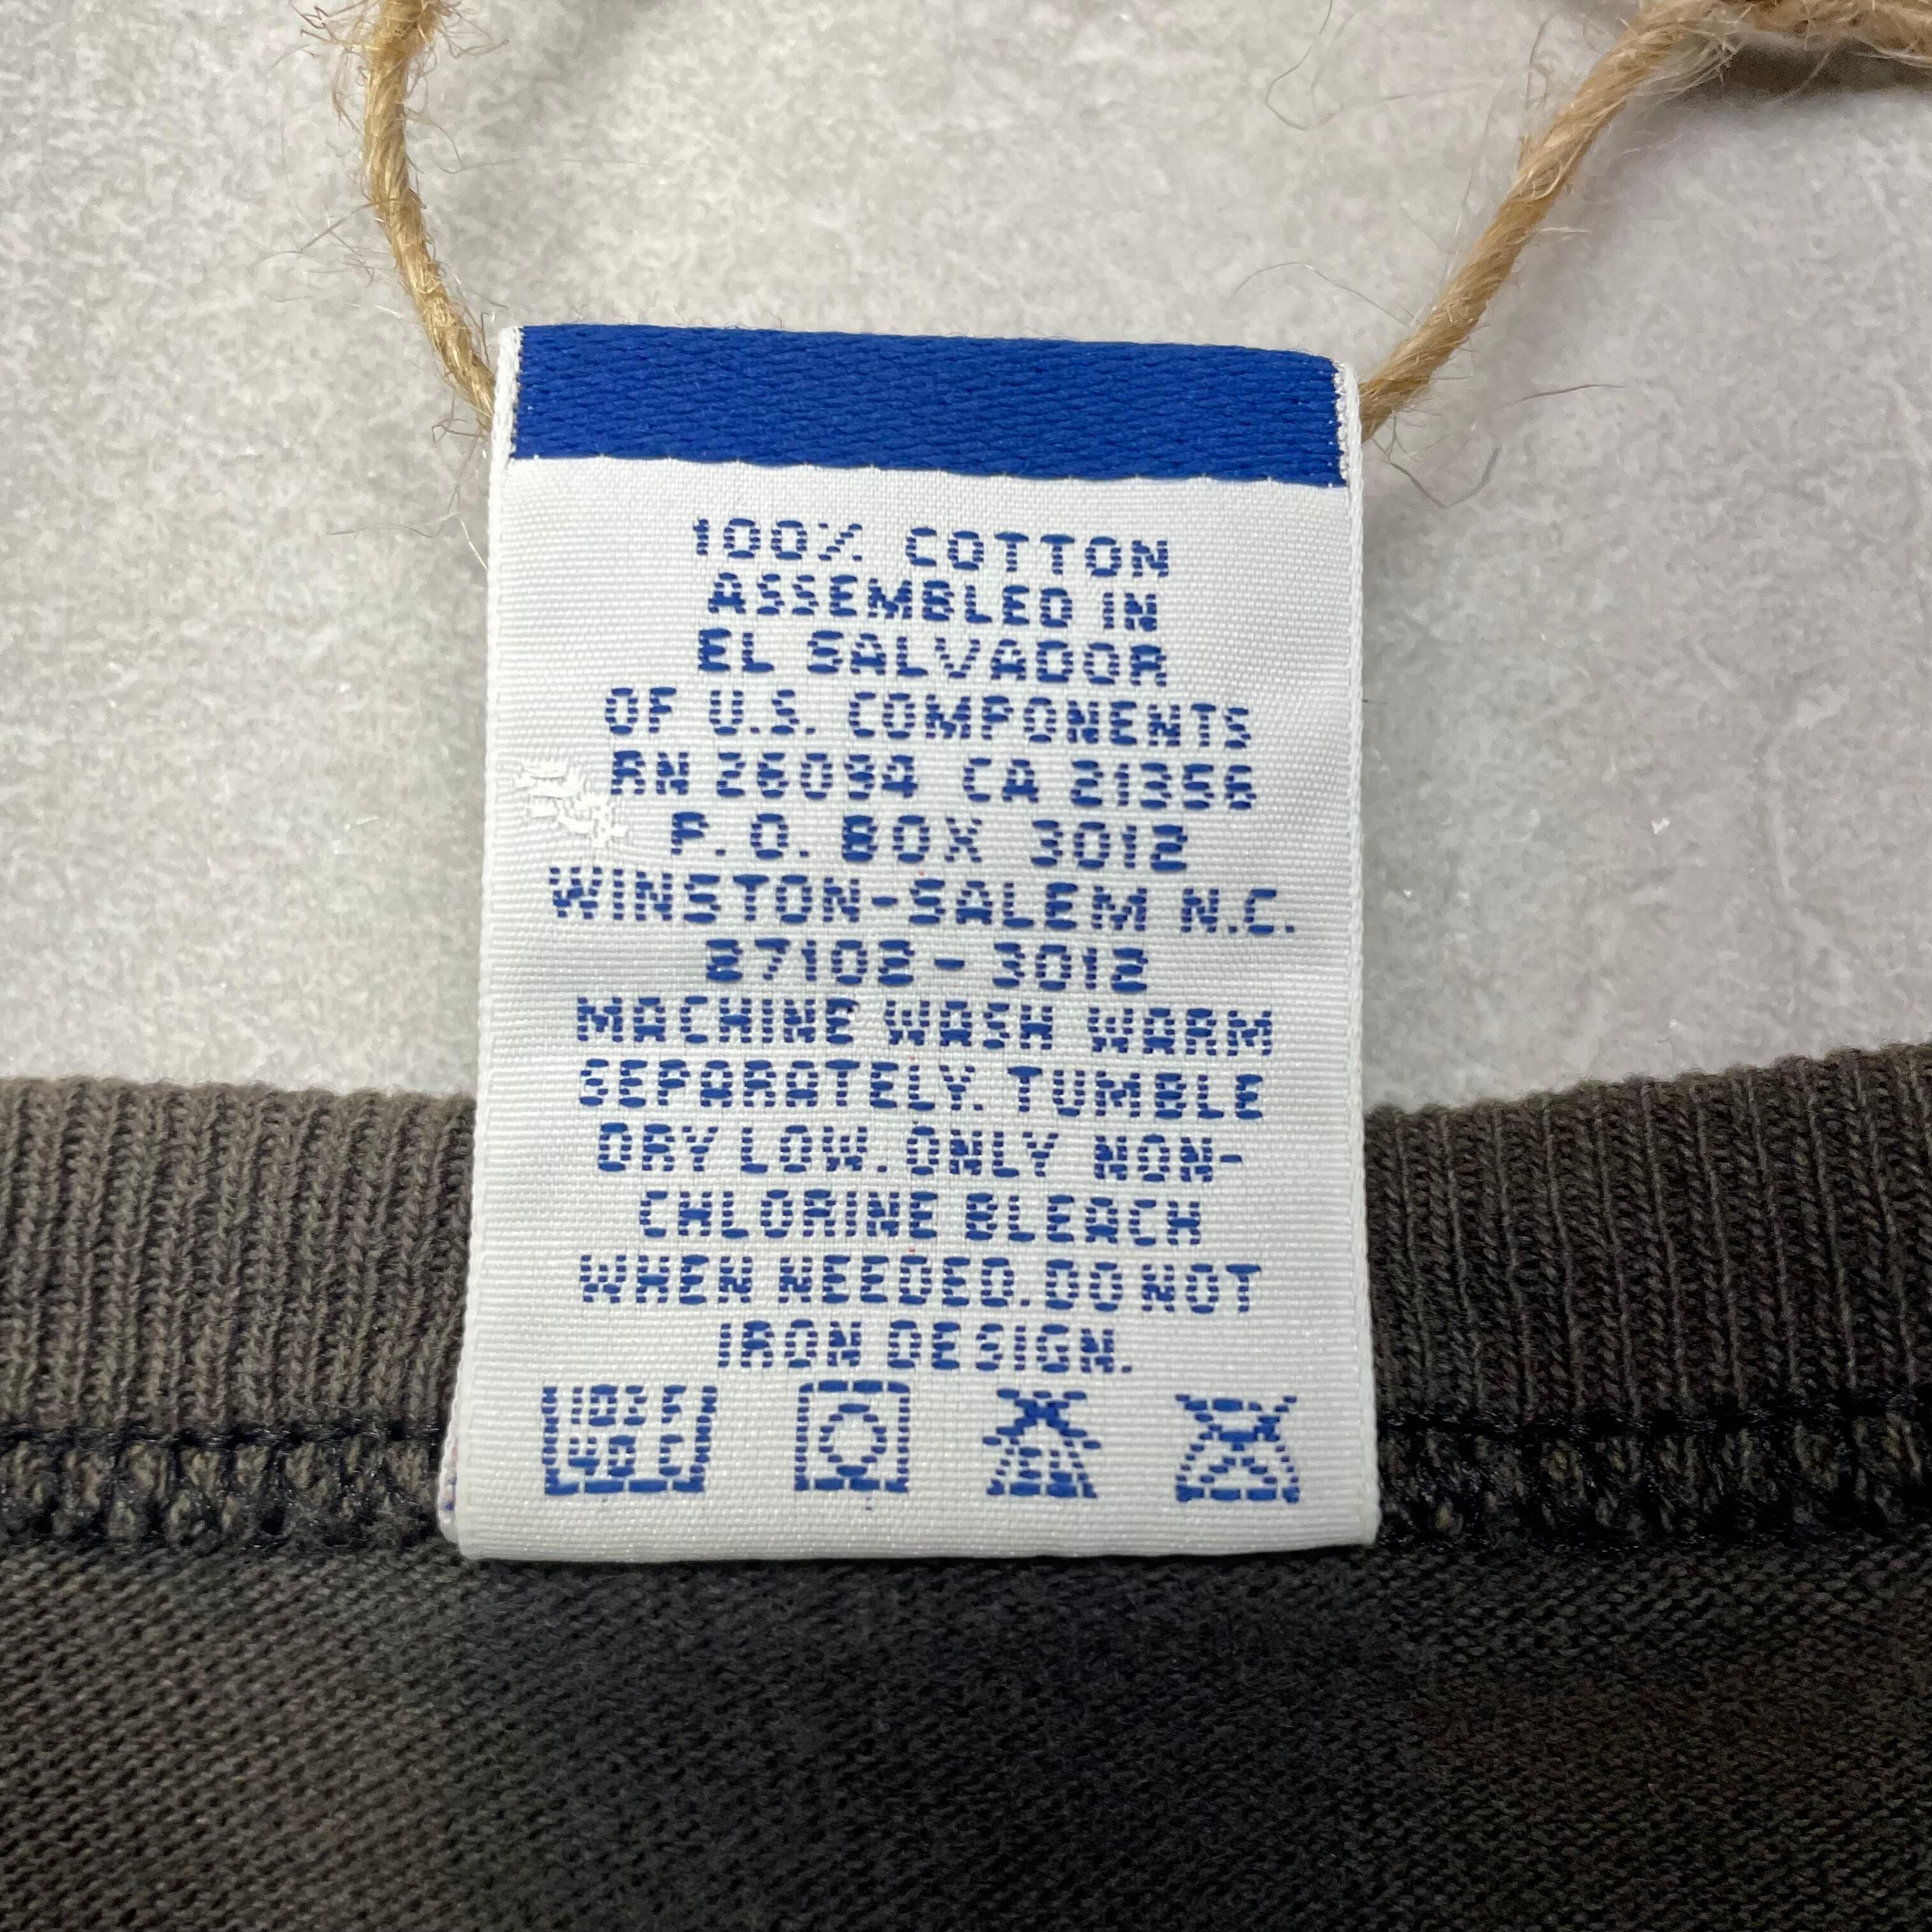 100% COTTON
ASSEMBLED IN
EL SALVADOR
OF U.S. COMPONENTS
RN 26094 CA 21356
P.O. BOX 3012
WINSTON-SALEM N.C.
27102-3012
MACHINE WASH WARM
SEPARATELY. TUMBLE
DRY LOW. ONLY NON-
CHLORINE BLEACH
WHEN NEEDED. DO NOT
IRON DESIGN.